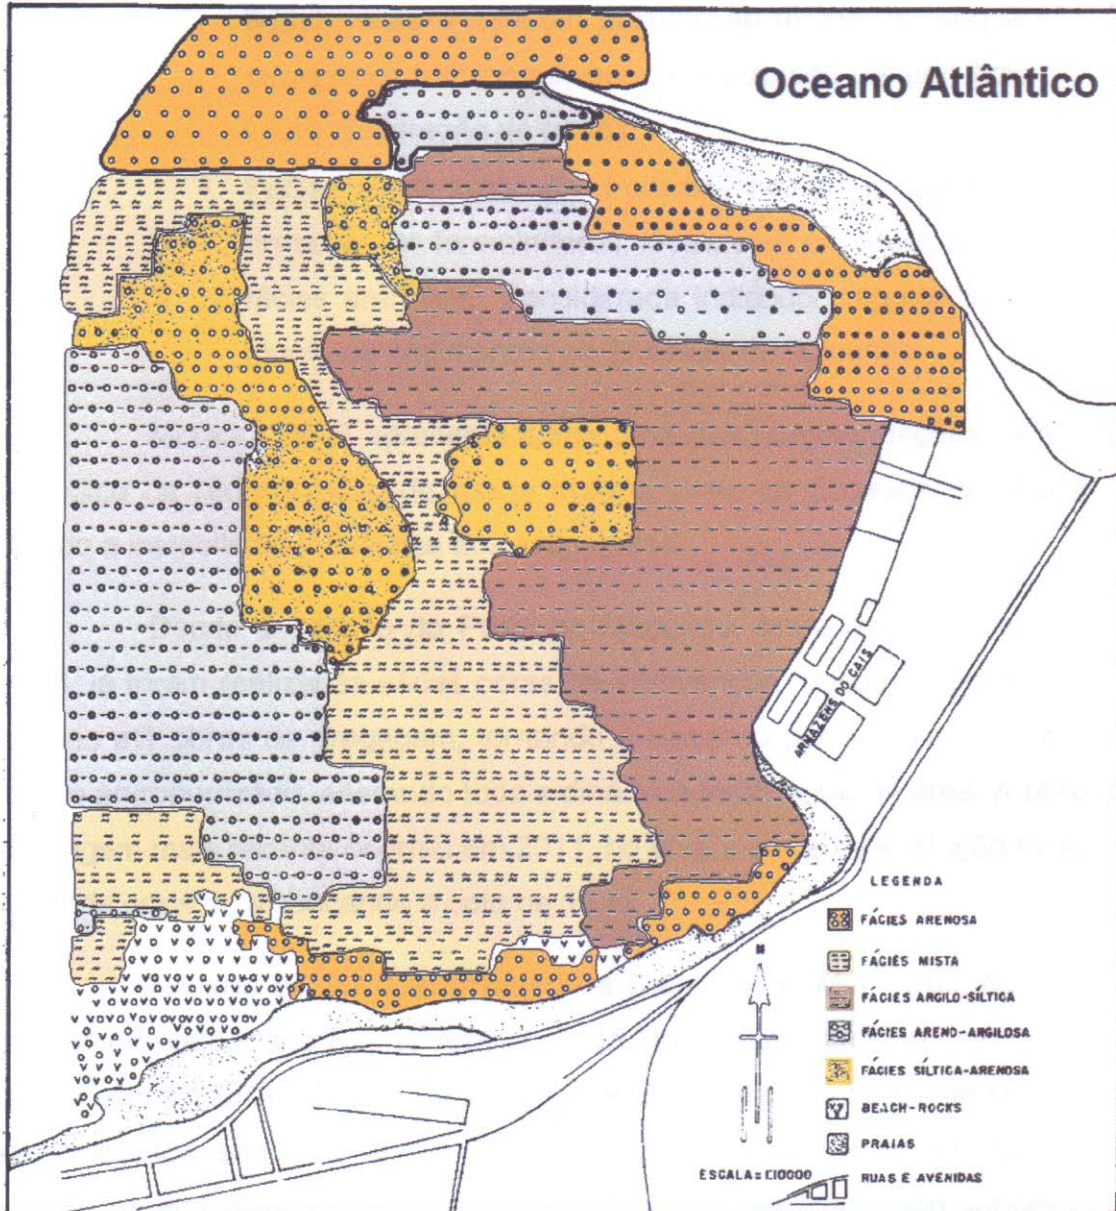 Oceano Atlântico
ARMAZENS DO CAIS
LEGENDA
FÁCIES ARENOSA
FÁCIES MISTA
FÁCIES ARGILO-SÍLTICA
FÁCIES ARENO-ARGILOSA
FÁCIES SÍLTICA-ARENOSA
BEACH-ROCKS
PRAIAS
N
ESCALA = 1:10000
RUAS E AVENIDAS